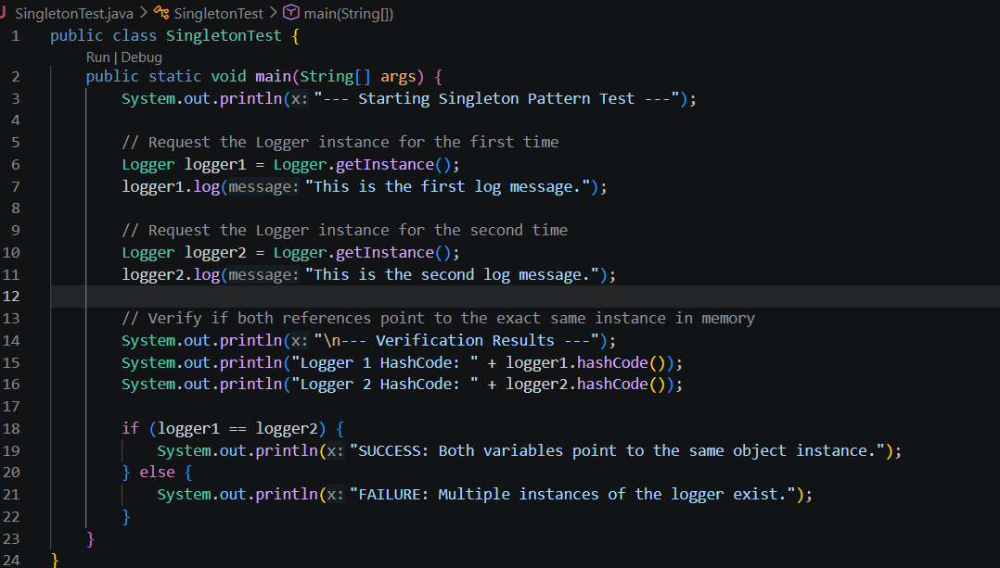 SingletonTest.java > SingletonTest > main(String[])
1 public class SingletonTest {
Run | Debug
2 public static void main(String[] args) {
3 System.out.println(x: "--- Starting Singleton Pattern Test ---");
4
5 // Request the Logger instance for the first time
6 Logger logger1 = Logger.getInstance();
7 logger1.log(message: "This is the first log message.");
8
9 // Request the Logger instance for the second time
10 Logger logger2 = Logger.getInstance();
11 logger2.log(message: "This is the second log message.");
12
13 // Verify if both references point to the exact same instance in memory
14 System.out.println(x: "\n--- Verification Results ---");
15 System.out.println("Logger 1 HashCode: " + logger1.hashCode());
16 System.out.println("Logger 2 HashCode: " + logger2.hashCode());
17
18 if (logger1 == logger2) {
19 System.out.println(x: "SUCCESS: Both variables point to the same object instance.");
20 } else {
21 System.out.println(x: "FAILURE: Multiple instances of the logger exist.");
22 }
23 }
24 }